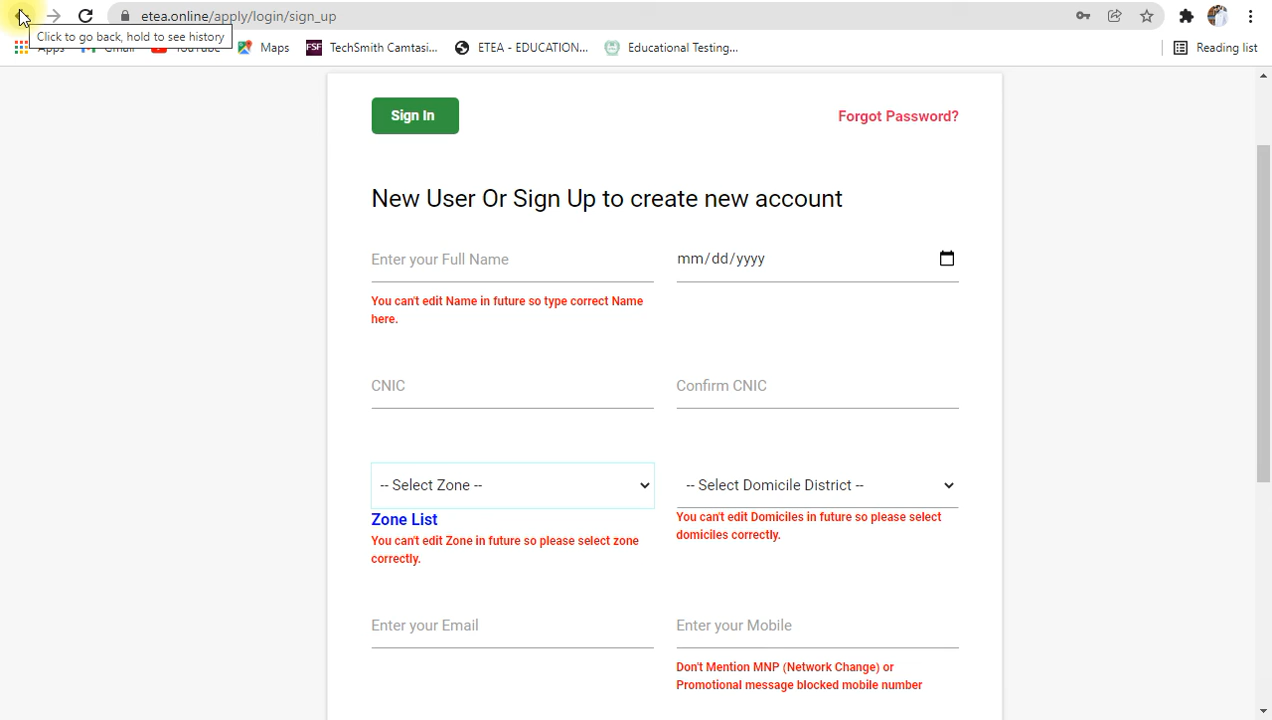 etea.online/apply/login/sign_up
Click to go back, hold to see history
Apps
Gmail
YouTube
Maps
FSF
TechSmith Camtasi...
ETEA - EDUCATION...
Educational Testing...
Reading list
Sign In
Forgot Password?
New User Or Sign Up to create new account
Enter your Full Name
mm/dd/yyyy
You can't edit Name in future so type correct Name
here.
CNIC
Confirm CNIC
-- Select Zone --
-- Select Domicile District --
Zone List
You can't edit Zone in future so please select zone
correctly.
You can't edit Domiciles in future so please select
domiciles correctly.
Enter your Email
Enter your Mobile
Don't Mention MNP (Network Change) or
Promotional message blocked mobile number